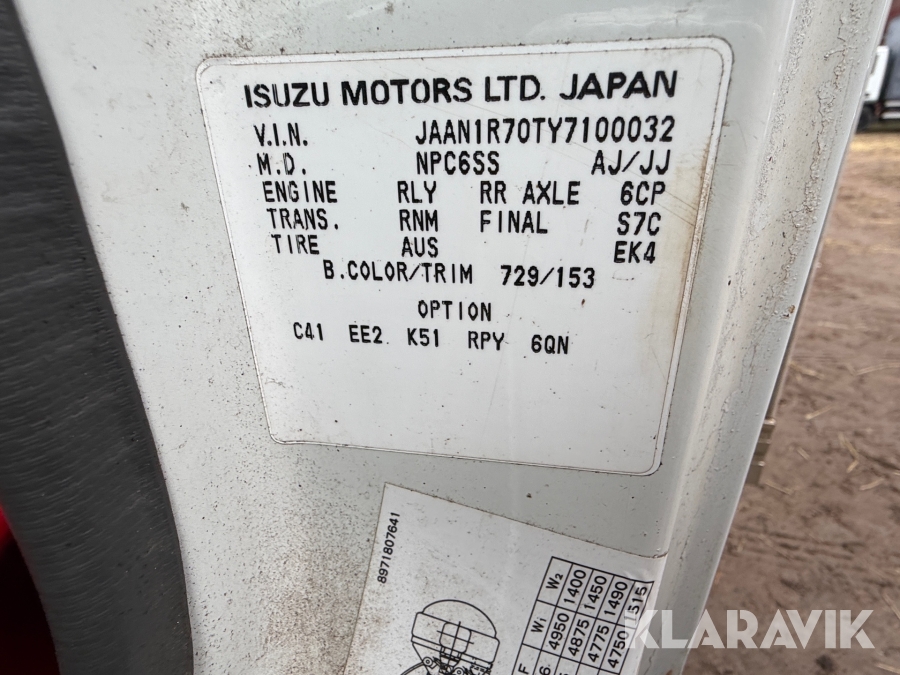 ISUZU MOTORS LTD. JAPAN
V.I.N. JAAN1R70TY7100032
M.D. NPC6SS AJ/JJ
ENGINE RLY RR AXLE 6CP
TRANS. RNM FINAL S7C
TIRE AUS EK4
B.COLOR/TRIM 729/153
OPTION
C41 EE2 K51 RPY 6QN
8971807641
W₁ W₂
4950 1400
4875 1450
4775 1490
4750
KLARAVIK